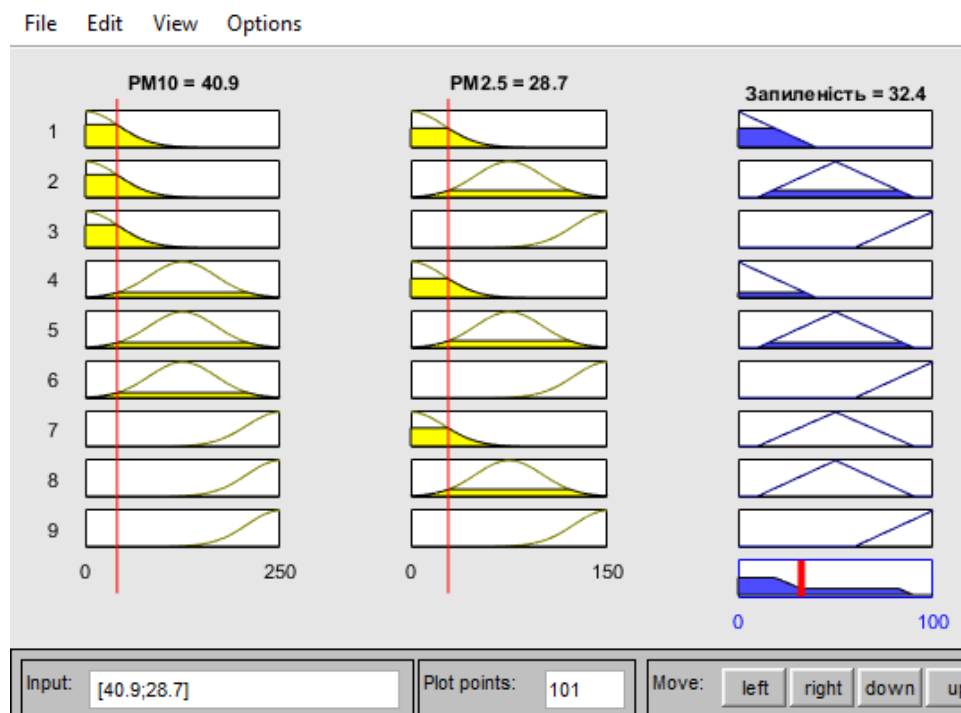 File Edit View Options
PM10 = 40.9 PM2.5 = 28.7 Запиленість = 32.4
1
2
3
4
5
6
7
8
9
0 250 0 150
0 100
Input: [40.9;28.7] Plot points: 101 Move: left right down up